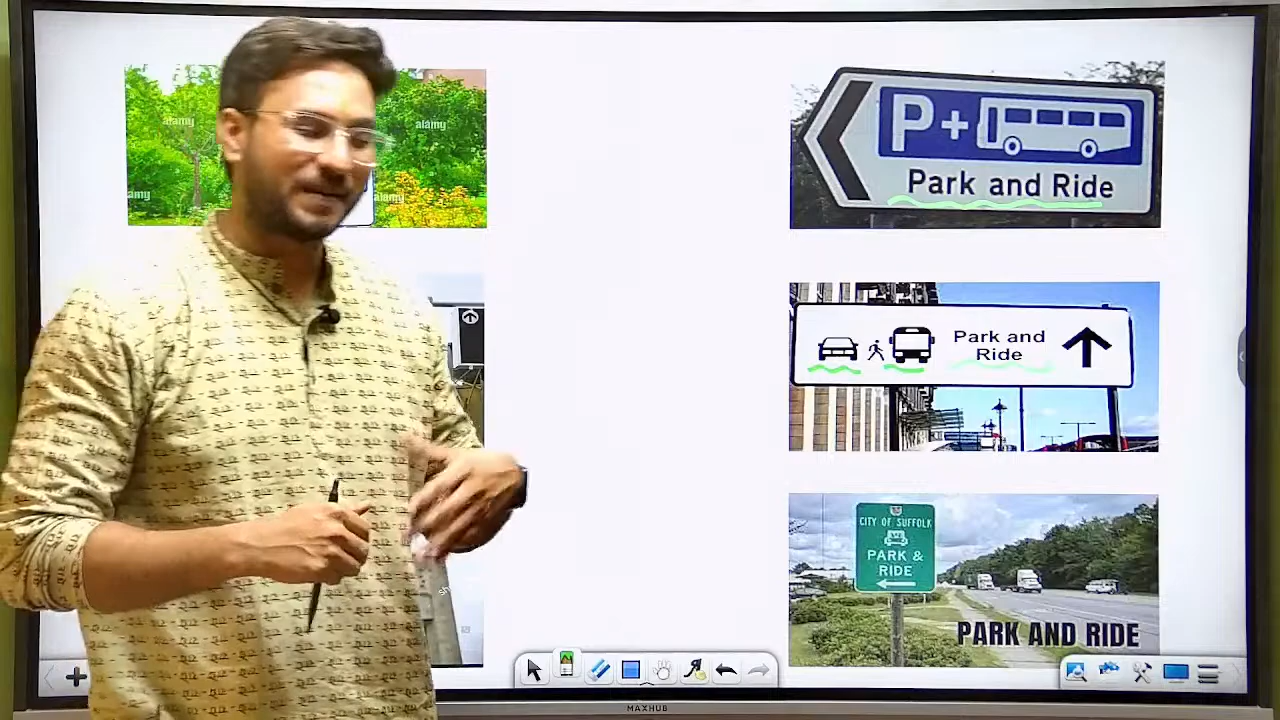 alamy
alamy
alamy
alamy
P+
Park and Ride
Park and
Ride
CITY OF SUFFOLK
PARK &
RIDE
PARK AND RIDE
MAXHUB